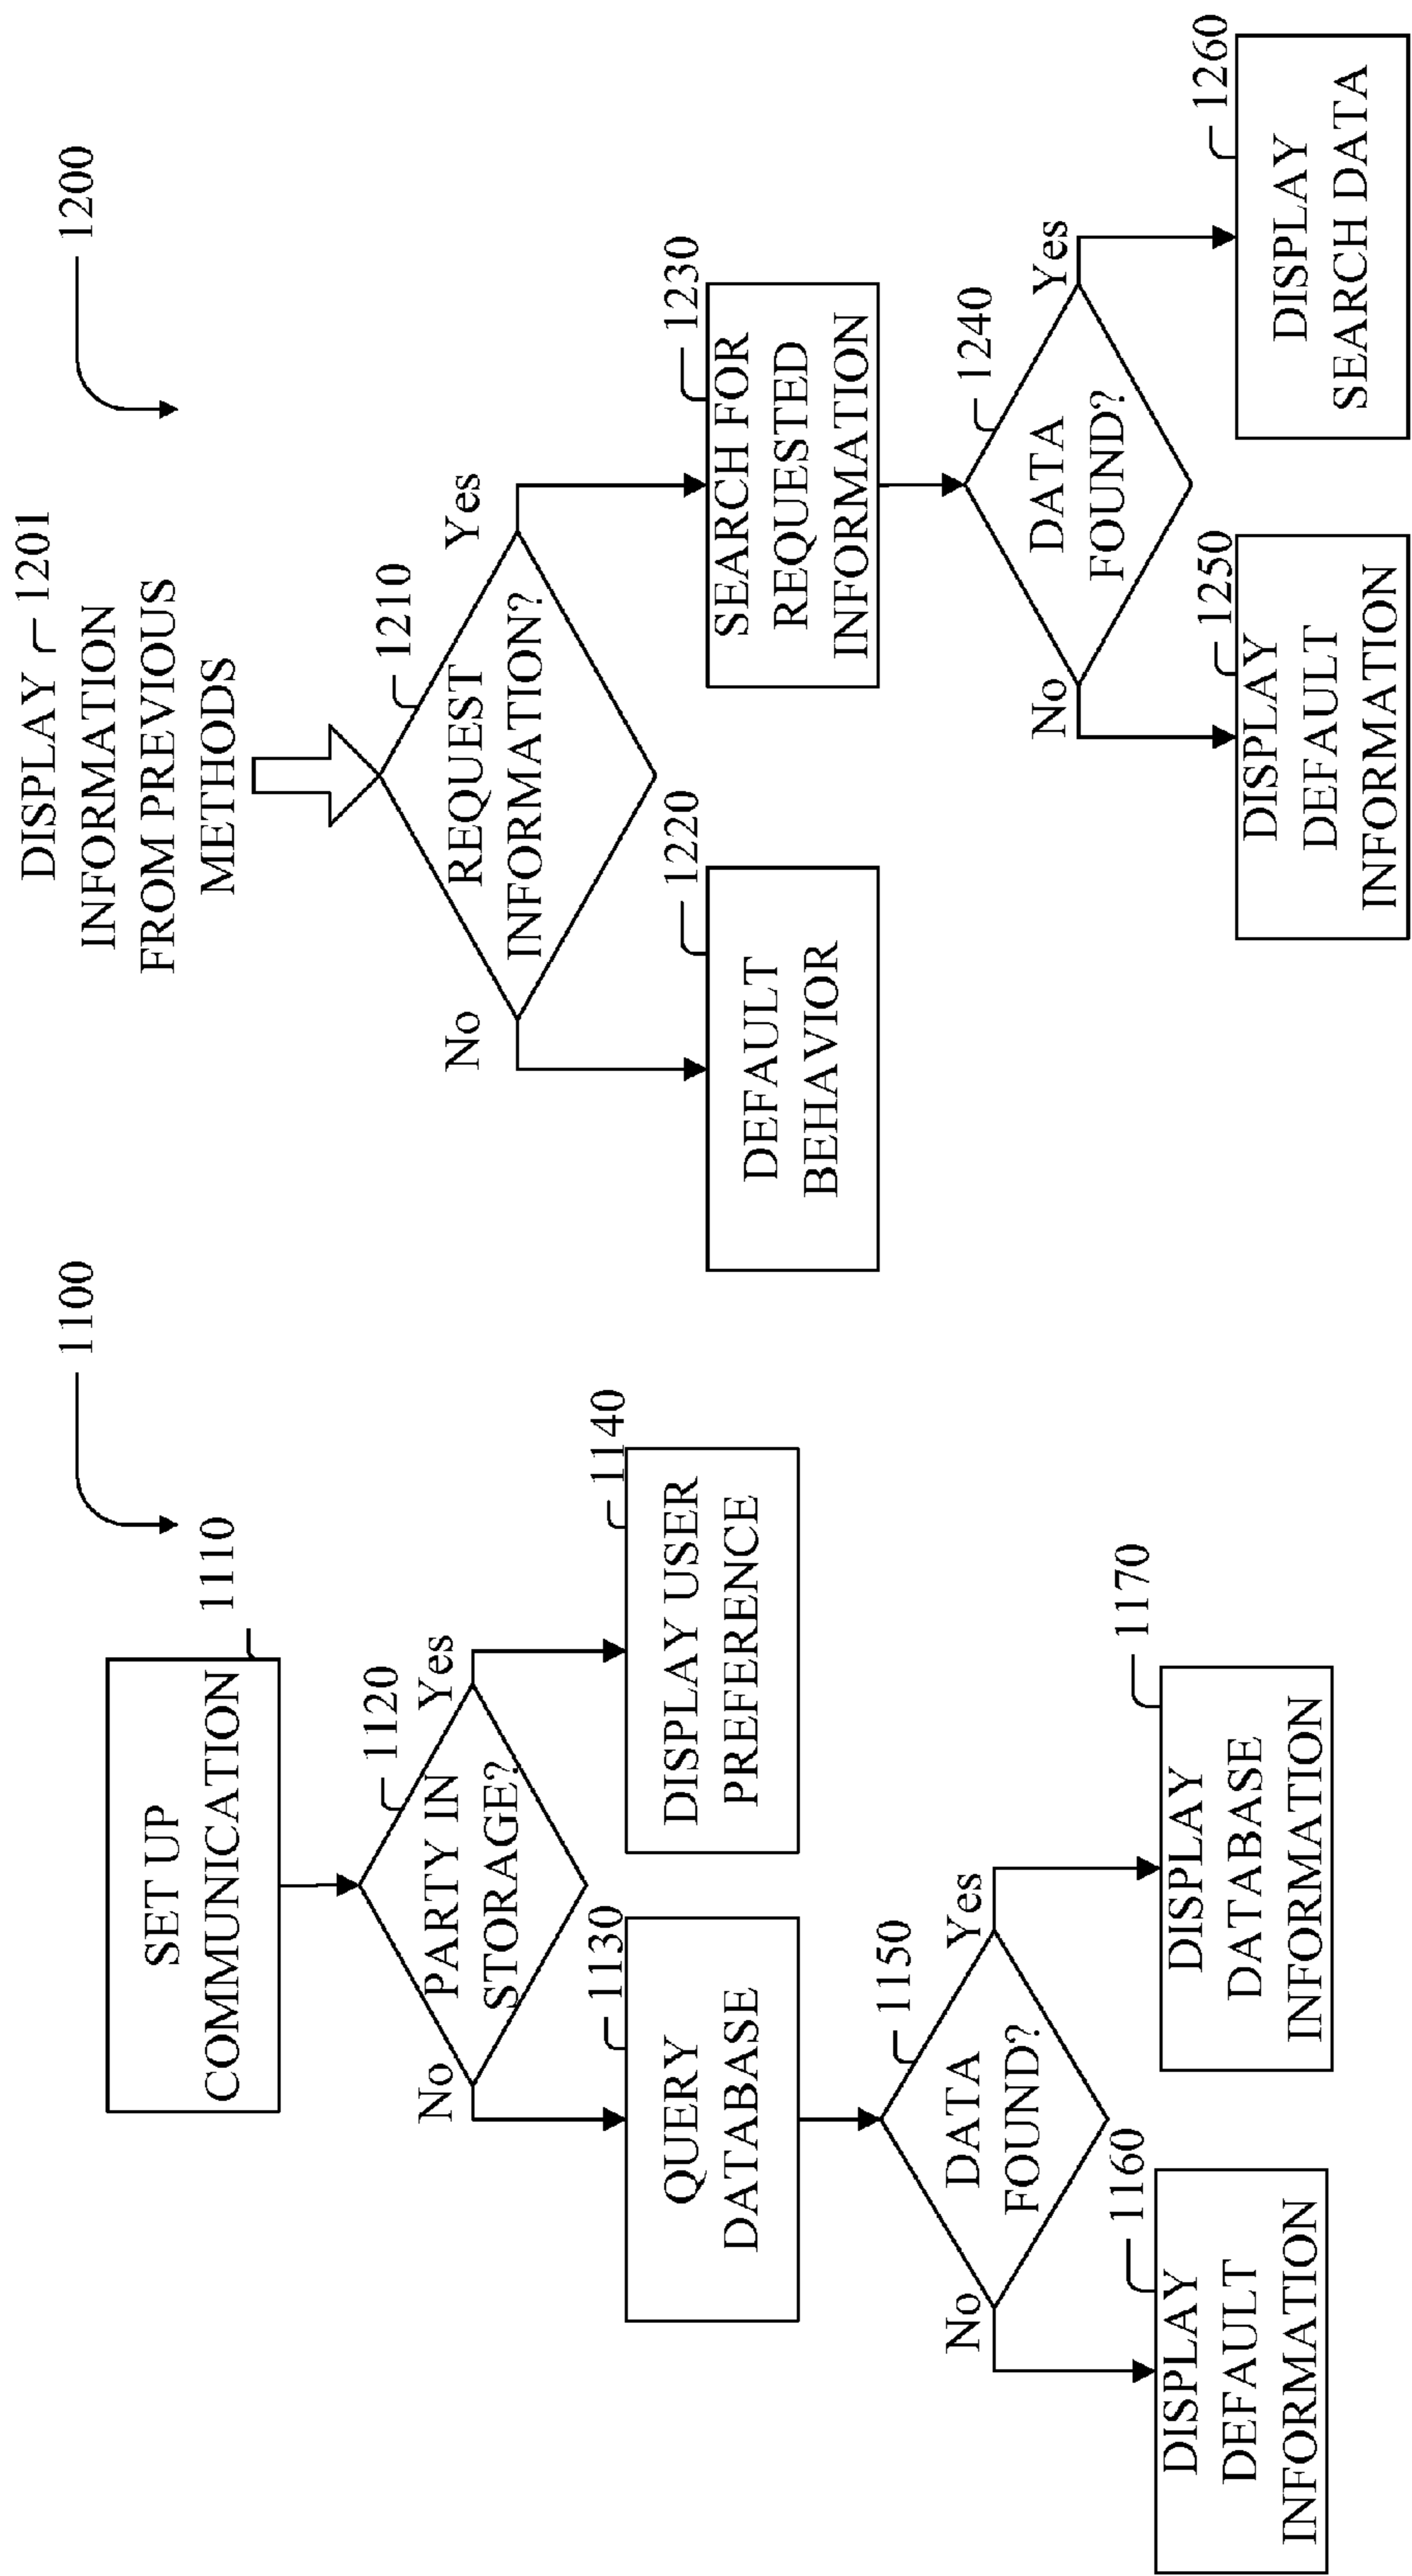 1100
SET UP
COMMUNICATION
1110
PARTY IN
STORAGE?
1120
No
Yes
QUERY
DATABASE
1130
DISPLAY USER
PREFERENCE
1140
DATA
FOUND?
1150
No
Yes
DISPLAY
DEFAULT
INFORMATION
1160
DISPLAY
DATABASE
INFORMATION
1170
1200
DISPLAY
INFORMATION
FROM PREVIOUS
METHODS
1201
REQUEST
INFORMATION?
1210
No
Yes
DEFAULT
BEHAVIOR
1220
SEARCH FOR
REQUESTED
INFORMATION
1230
DATA
FOUND?
1240
No
Yes
DISPLAY
DEFAULT
INFORMATION
1250
DISPLAY
SEARCH DATA
1260